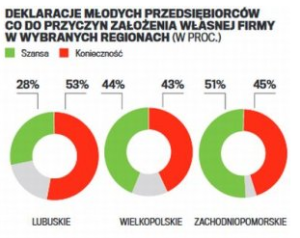 DEKLARACJE MŁODYCH PRZEDSIĘBIORCÓW
CO DO PRZYCZYN ZAŁOŻENIA WŁASNEJ FIRMY
W WYBRANYCH REGIONACH (W PROC.)
Szansa Konieczność
28% 53% 44% 43% 51% 45%
LUBUSKIE WIELKOPOLSKIE ZACHODNIOPOMORSKIE